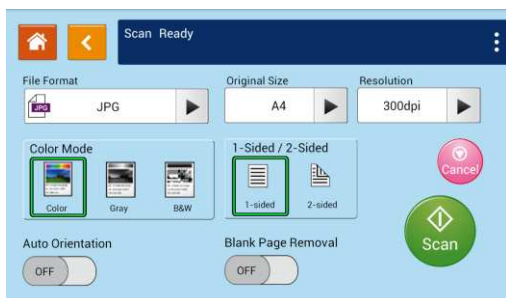 Scan Ready
File Format
Original Size
Resolution
JPG
JPG
A4
300dpi
Color Mode
1-Sided / 2-Sided
Color
Gray
B&W
1-sided
2-sided
Cancel
Scan
Auto Orientation
Blank Page Removal
OFF
OFF